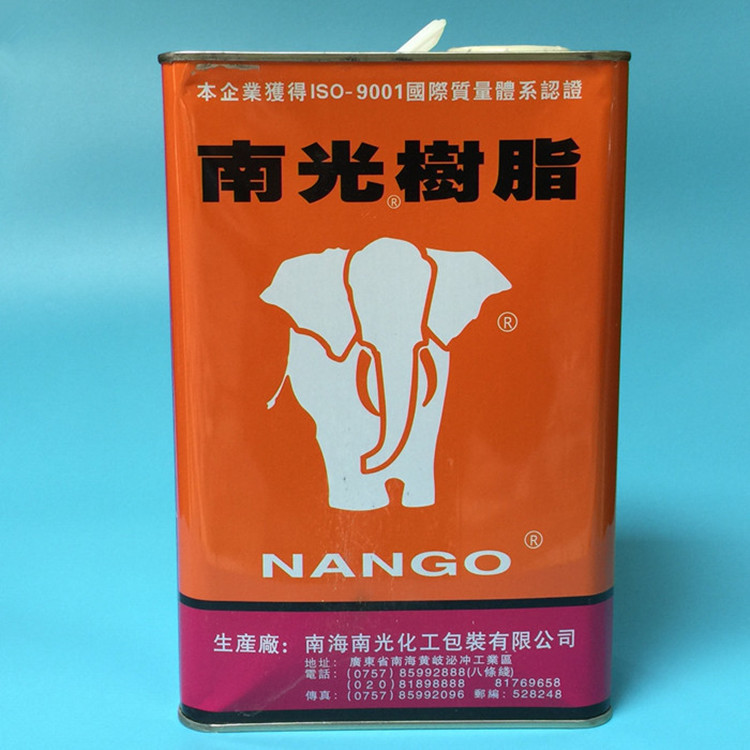 本企業獲得ISO-9001國際質量體系認證
南光樹脂
®
®
NANGO ®
生産廠：南海南光化工包裝有限公司
地址：廣東省南海黄岐泌冲工業區
電話：(0757)85992888(八條綫)
(020)81898888 81769658
傳真：(0757)85992096 郵編：528248